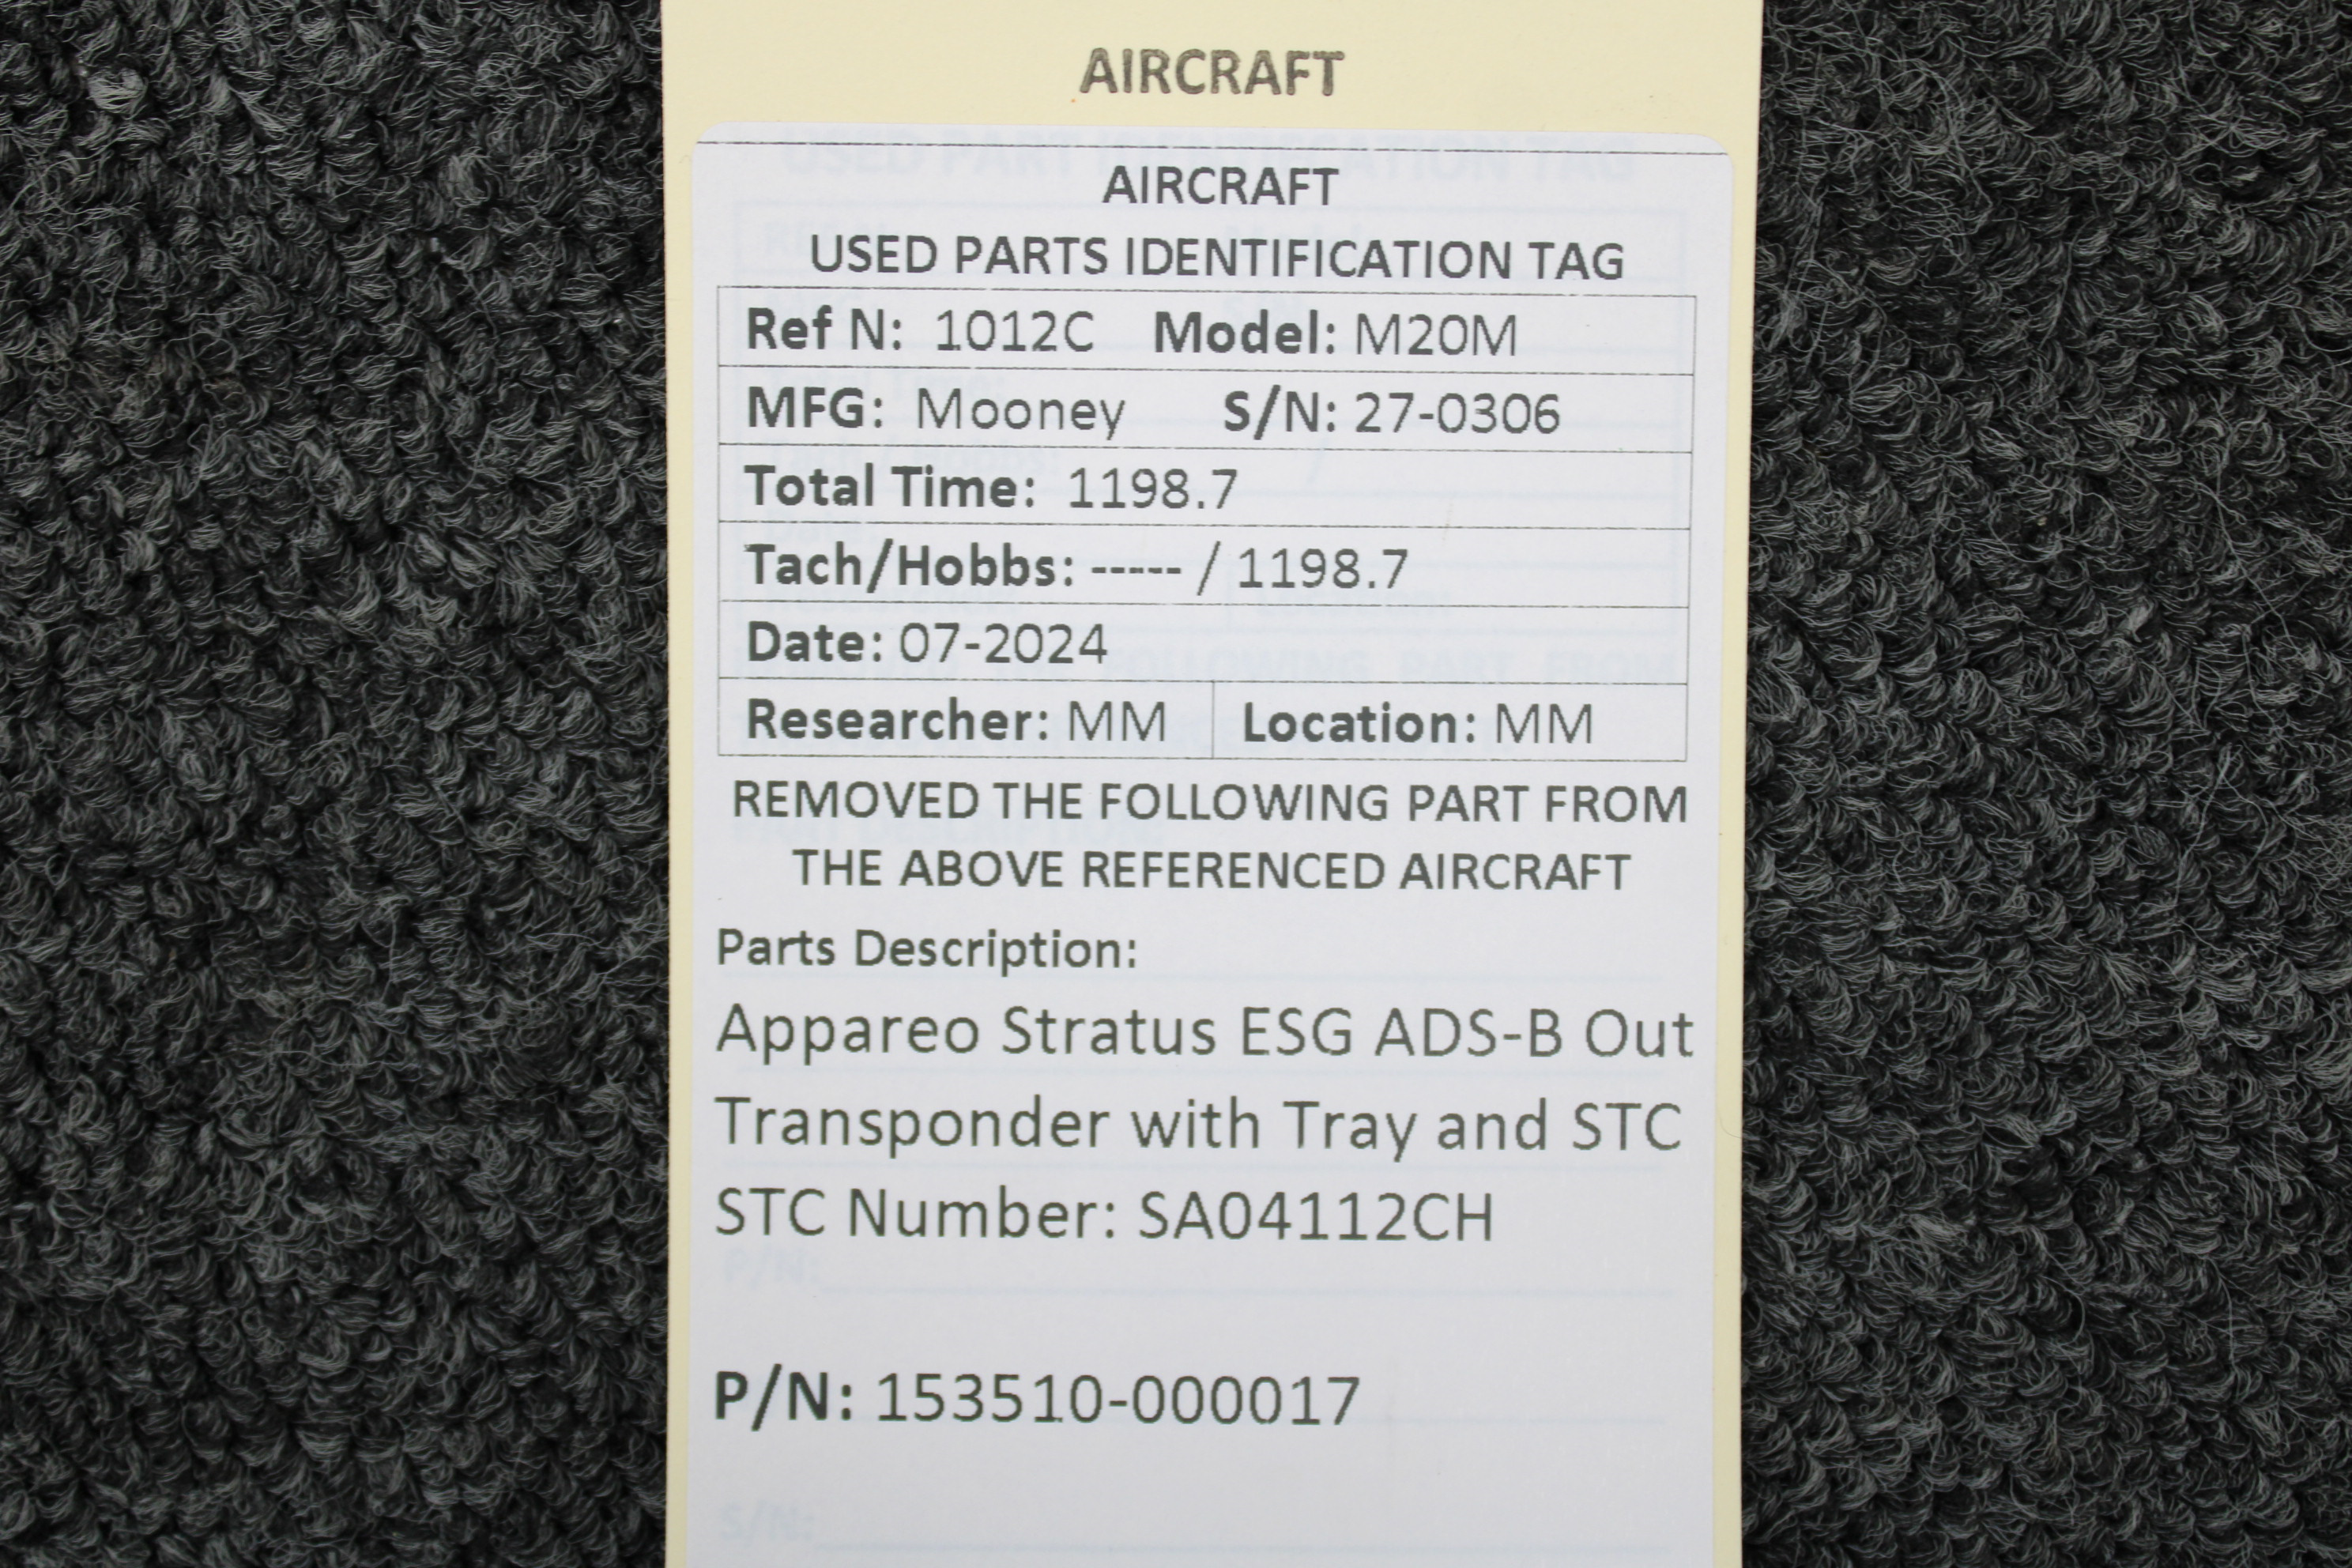 AIRCRAFT
AIRCRAFT
USED PARTS IDENTIFICATION TAG
Ref N: 1012C Model: M20M
MFG: Mooney S/N: 27-0306
Total Time: 1198.7
Tach/Hobbs: ----- / 1198.7
Date: 07-2024
Researcher: MM Location: MM
REMOVED THE FOLLOWING PART FROM
THE ABOVE REFERENCED AIRCRAFT
Parts Description:
Appareo Stratus ESG ADS-B Out
Transponder with Tray and STC
STC Number: SA04112CH
P/N: 153510-000017